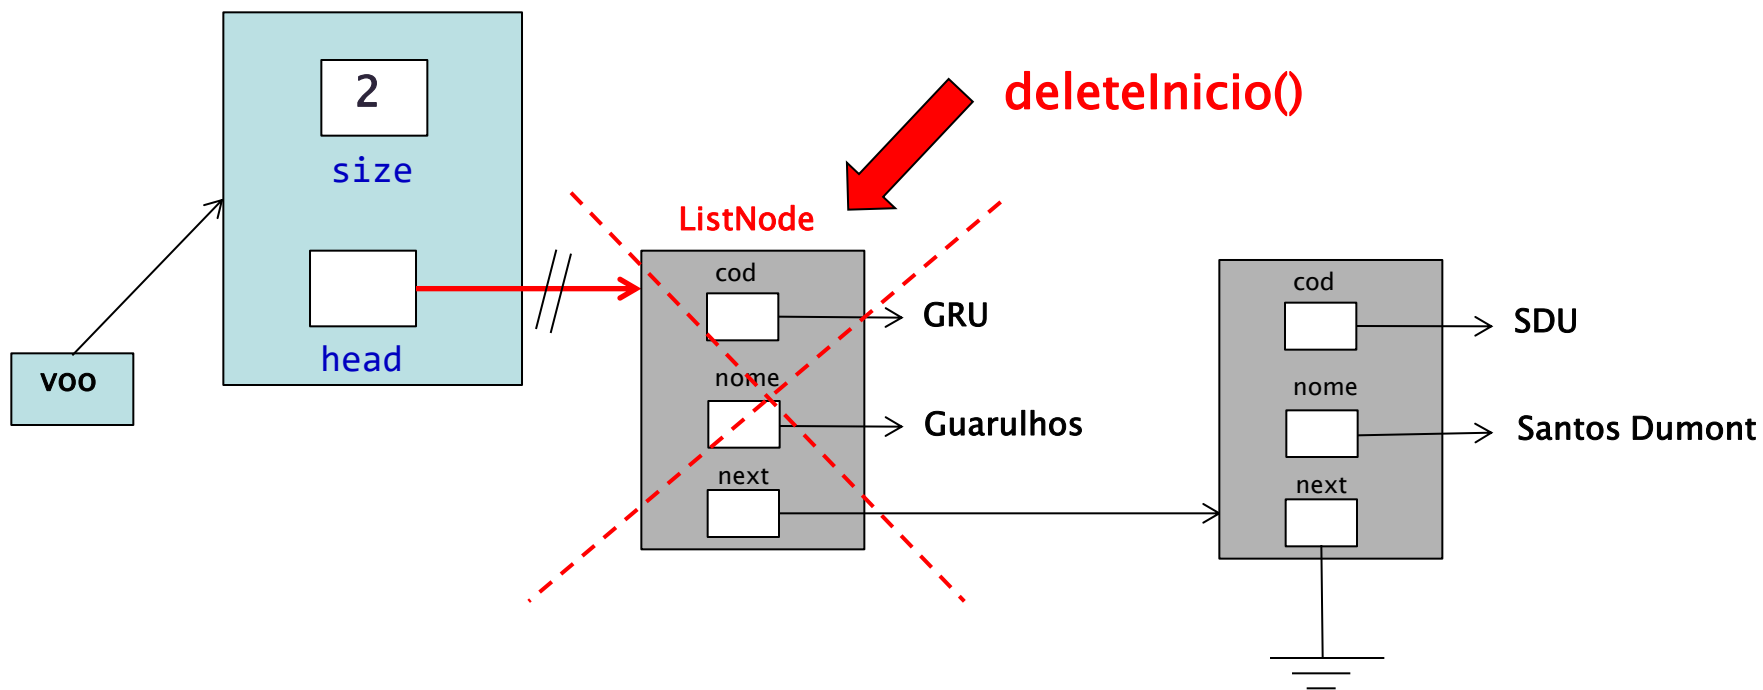 2
size
head
voo
deleteInicio()
ListNode
cod
GRU
nome
Guarulhos
next
cod
SDU
nome
Santos Dumont
next